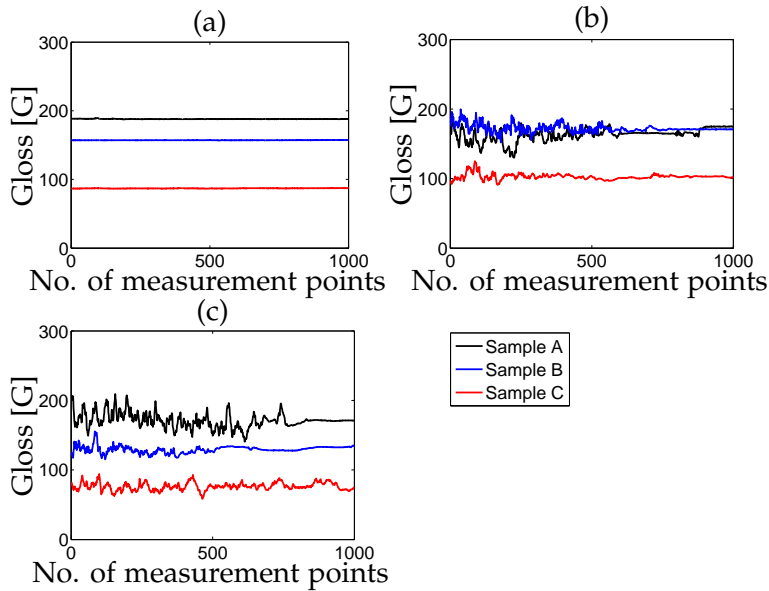 (a)
Gloss [G]
300
200
100
0
0 500 1000
No. of measurement points
(b)
Gloss [G]
300
200
100
0
0 500 1000
No. of measurement points
(c)
Gloss [G]
300
200
100
0
0 500 1000
No. of measurement points
Sample A
Sample B
Sample C